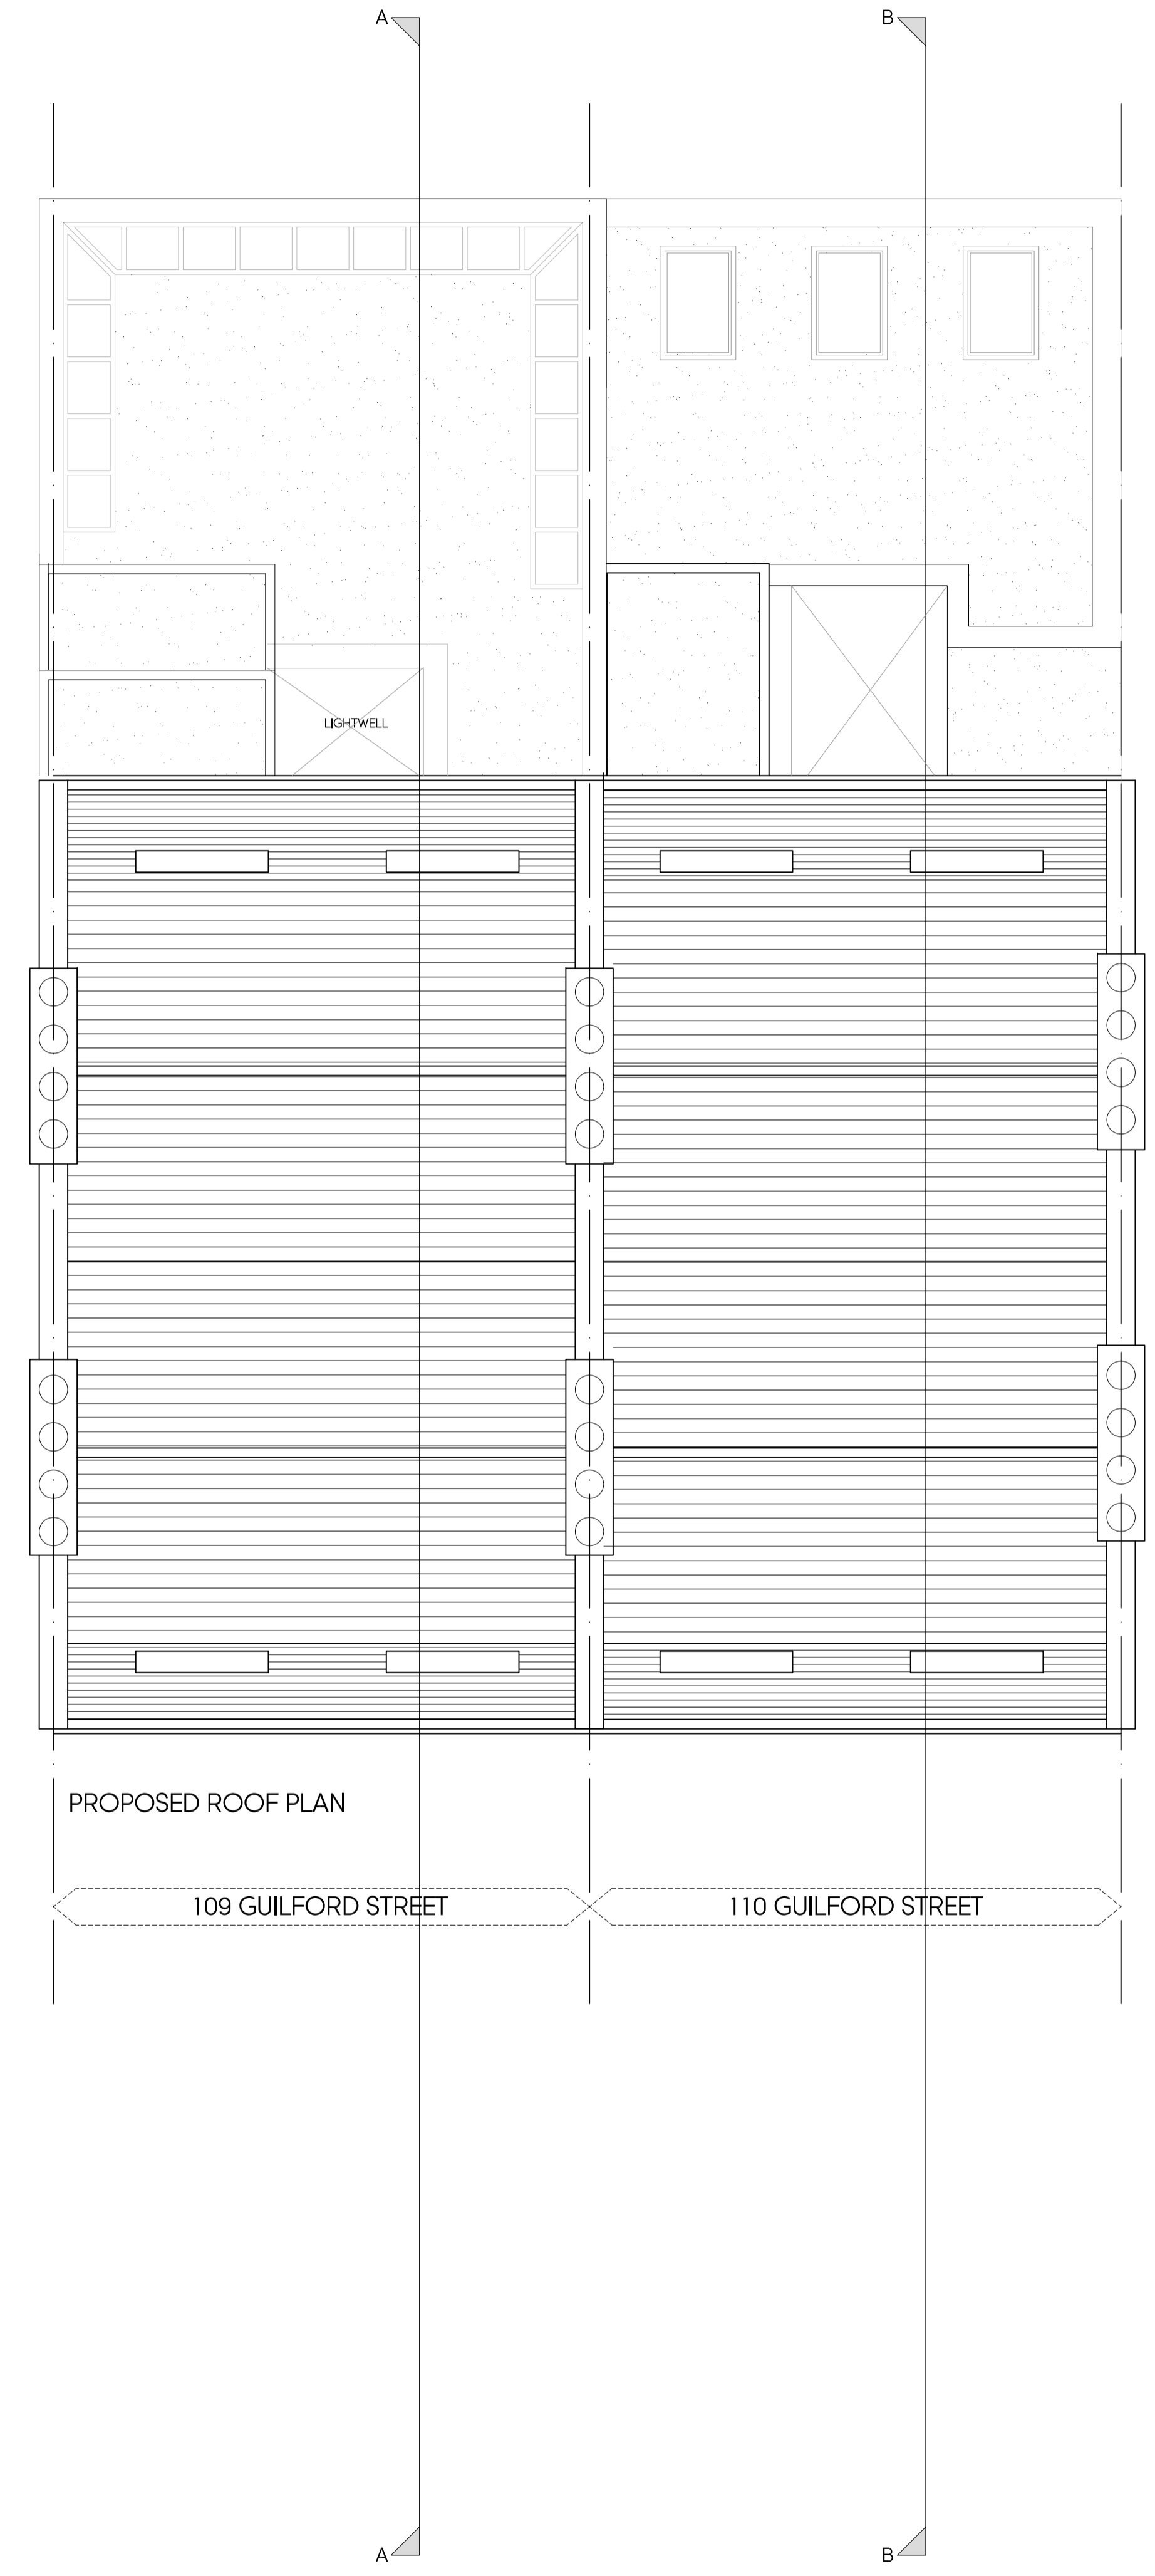 A B
LIGHTWELL
PROPOSED ROOF PLAN
109 GUILFORD STREET 110 GUILFORD STREET
A B